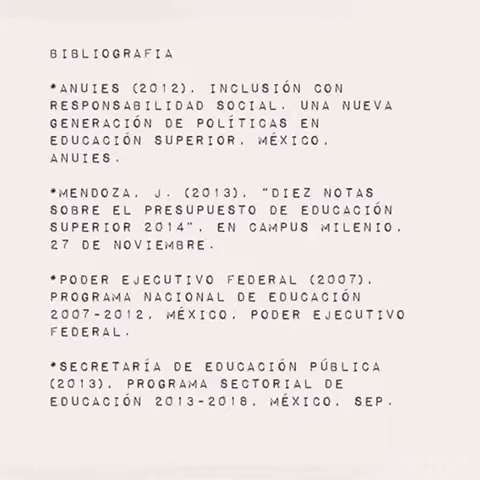 BIBLIOGRAFIA
*ANUIES (2012). INCLUSIÓN CON
RESPONSABILIDAD SOCIAL. UNA NUEVA
GENERACIÓN DE POLÍTICAS EN
EDUCACIÓN SUPERIOR. MÉXICO.
ANUIES.
*MENDOZA, J. (2013). "DIEZ NOTAS
SOBRE EL PRESUPUESTO DE EDUCACIÓN
SUPERIOR 2014", EN CAMPUS MILENIO,
27 DE NOVIEMBRE.
*PODER EJECUTIVO FEDERAL (2007).
PROGRAMA NACIONAL DE EDUCACIÓN
2007-2012, MÉXICO, PODER EJECUTIVO
FEDERAL.
*SECRETARÍA DE EDUCACIÓN PÚBLICA
(2013). PROGRAMA SECTORIAL DE
EDUCACIÓN 2013-2018, MÉXICO, SEP.